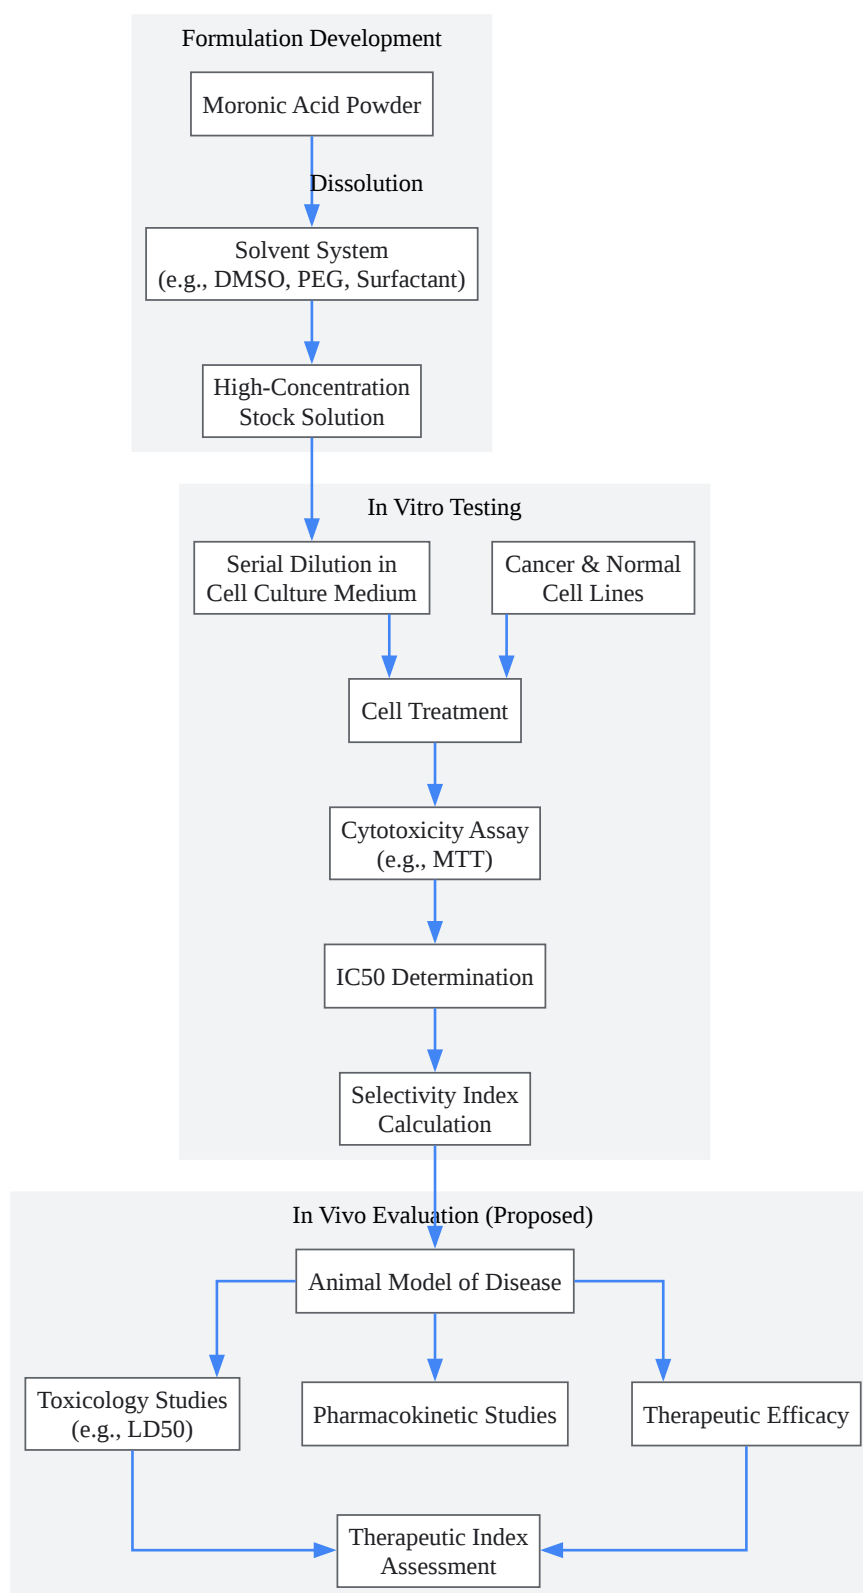 Formulation Development
Moronic Acid Powder
Dissolution
Solvent System
(e.g., DMSO, PEG, Surfactant)
High-Concentration
Stock Solution
In Vitro Testing
Serial Dilution in
Cell Culture Medium
Cancer & Normal
Cell Lines
Cell Treatment
Cytotoxicity Assay
(e.g., MTT)
IC50 Determination
Selectivity Index
Calculation
In Vivo Evaluation (Proposed)
Animal Model of Disease
Toxicology Studies
(e.g., LD50)
Pharmacokinetic Studies
Therapeutic Efficacy
Therapeutic Index
Assessment